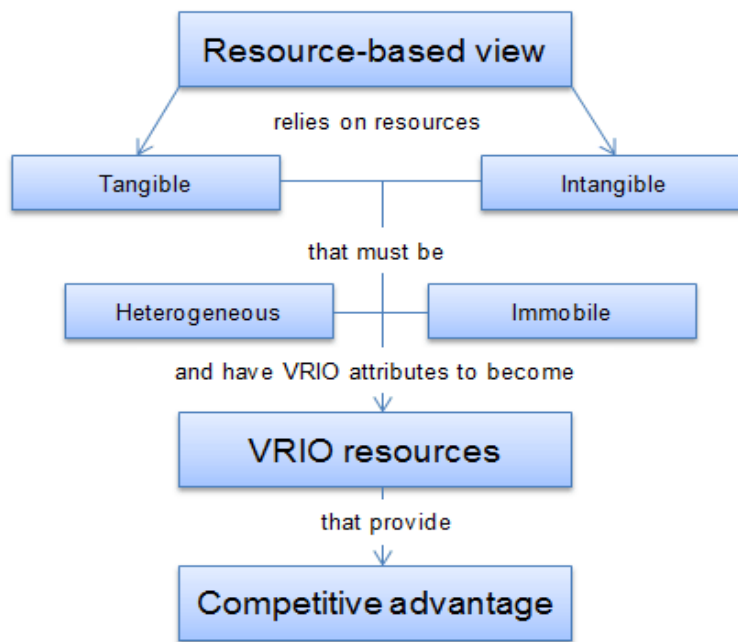 Resource-based view
relies on resources
Tangible
Intangible
that must be
Heterogeneous
Immobile
and have VRIO attributes to become
VRIO resources
that provide
Competitive advantage